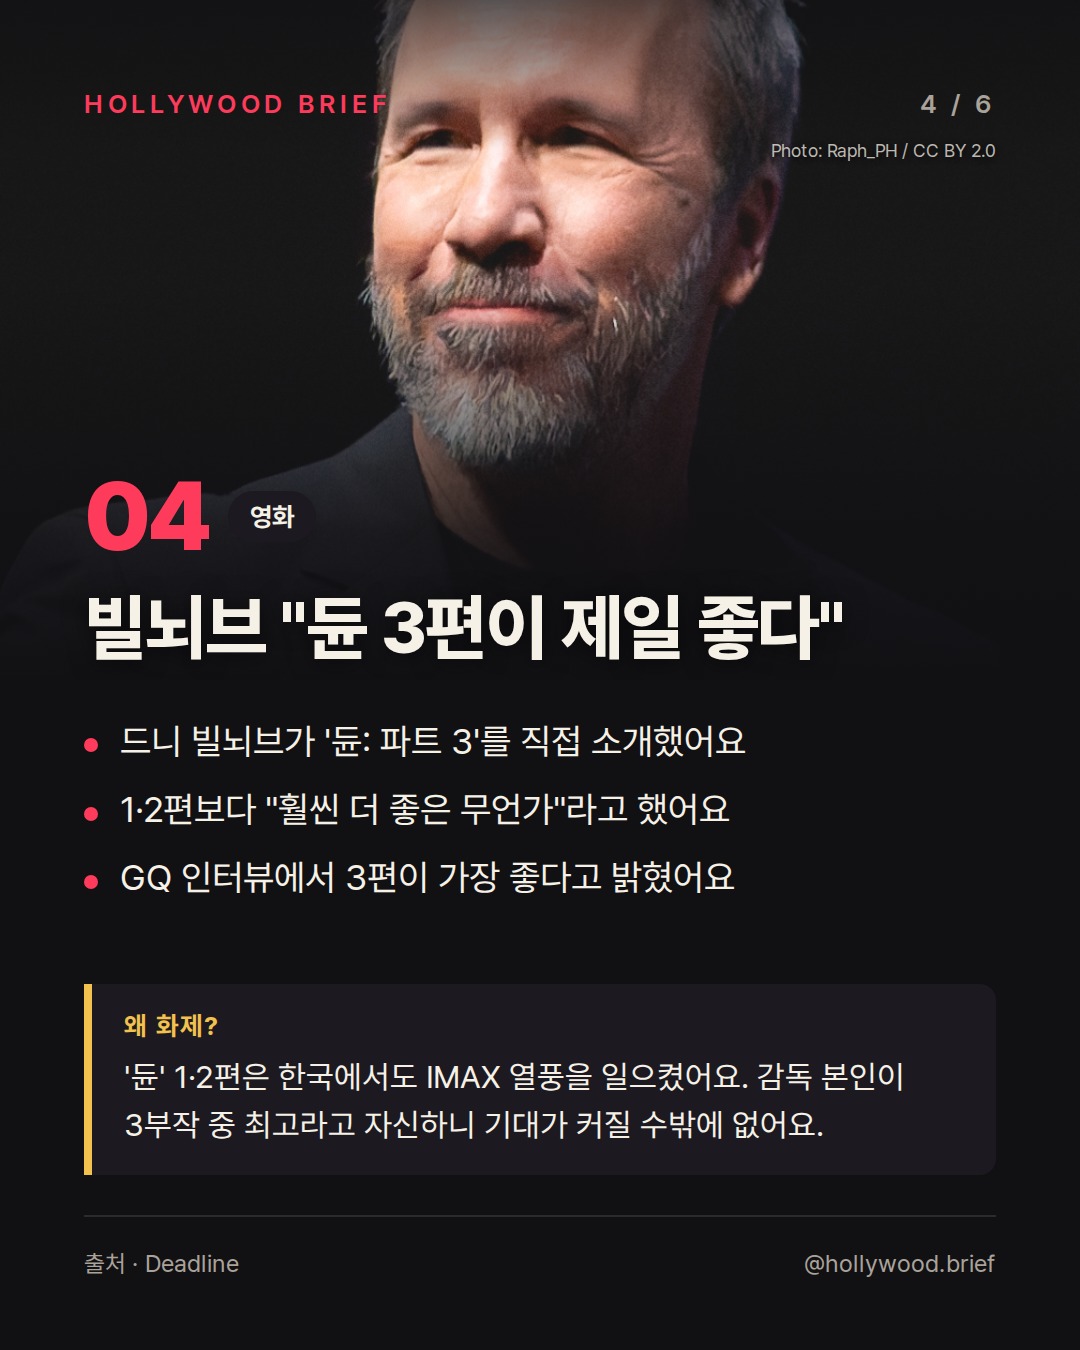 HOLLYWOOD BRIEF
4 / 6
Photo: Raph_PH / CC BY 2.0
04
영화
빌뇌브 "듄 3편이 제일 좋다"
드니 빌뇌브가 '듄: 파트 3'를 직접 소개했어요
1·2편보다 "훨씬 더 좋은 무언가"라고 했어요
GQ 인터뷰에서 3편이 가장 좋다고 밝혔어요
왜 화제?
'듄' 1·2편은 한국에서도 IMAX 열풍을 일으켰어요. 감독 본인이
3부작 중 최고라고 자신하니 기대가 커질 수밖에 없어요.
출처 · Deadline
@hollywood.brief